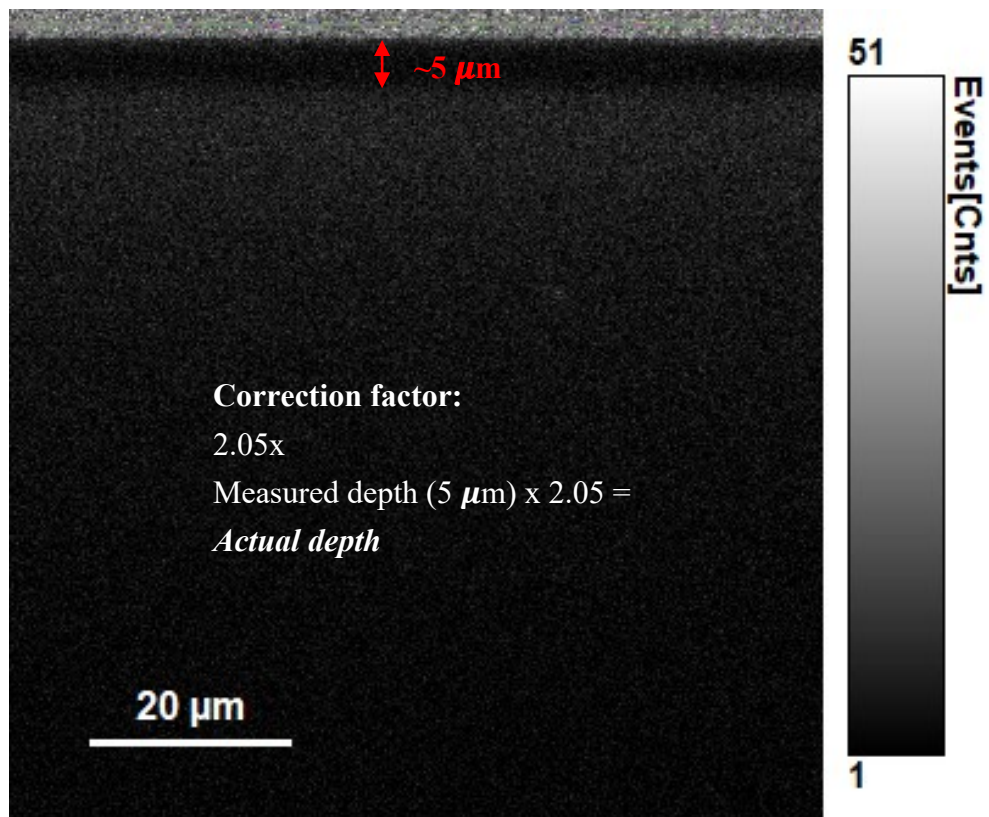 51
Events[Cnts]
~5 μm
Correction factor:
2.05x
Measured depth (5 μm) x 2.05 =
Actual depth
20 µm
1